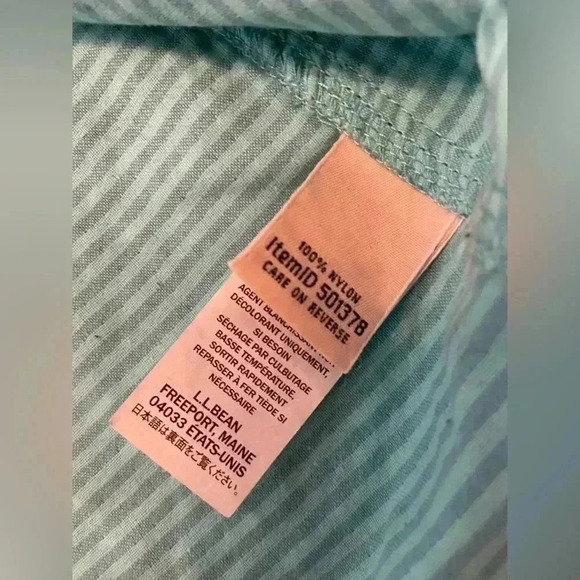 100% NYLON
ItemID 501378
CARE ON REVERSE
AGENT
DÉCOLORANT UNIQUEMENT,
SI BESOIN
SÉCHAGE PAR CULBUTAGE
BASSE TEMPÉRATURE,
SORTIR RAPIDEMENT.
REPASSER À FER TIÈDE SI
NÉCESSAIRE
L.L.BEAN
FREEPORT, MAINE
04033 ÉTATS-UNIS
日本語は裏面をご覧ください。